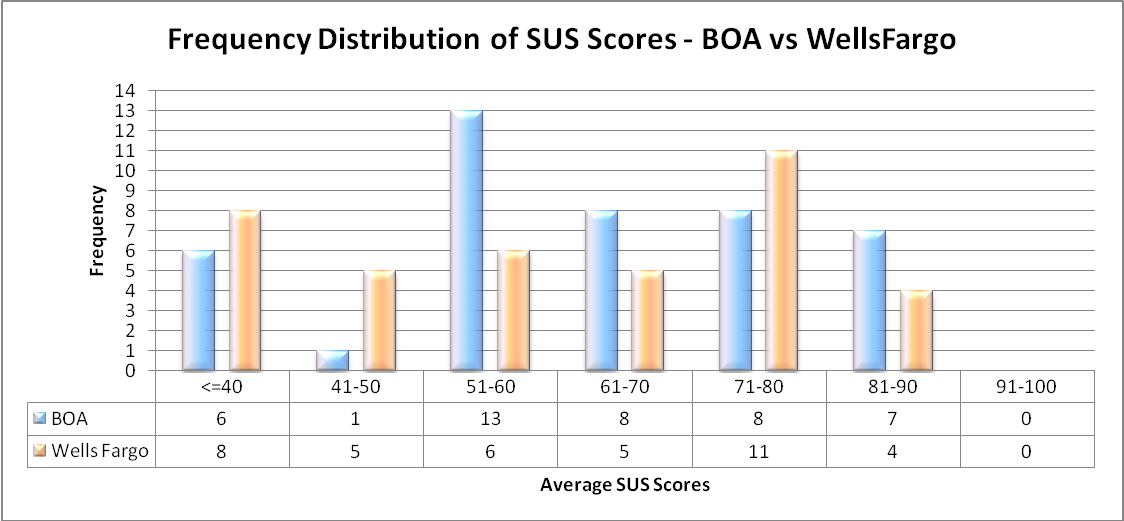 Frequency Distribution of SUS Scores - BOA vs WellsFargo
14
13
12
11
10
9
8
7
6
5
4
3
2
1
0
Frequency
<=40 41-50 51-60 61-70 71-80 81-90 91-100
BOA 6 1 13 8 8 7 0
Wells Fargo 8 5 6 5 11 4 0
Average SUS Scores